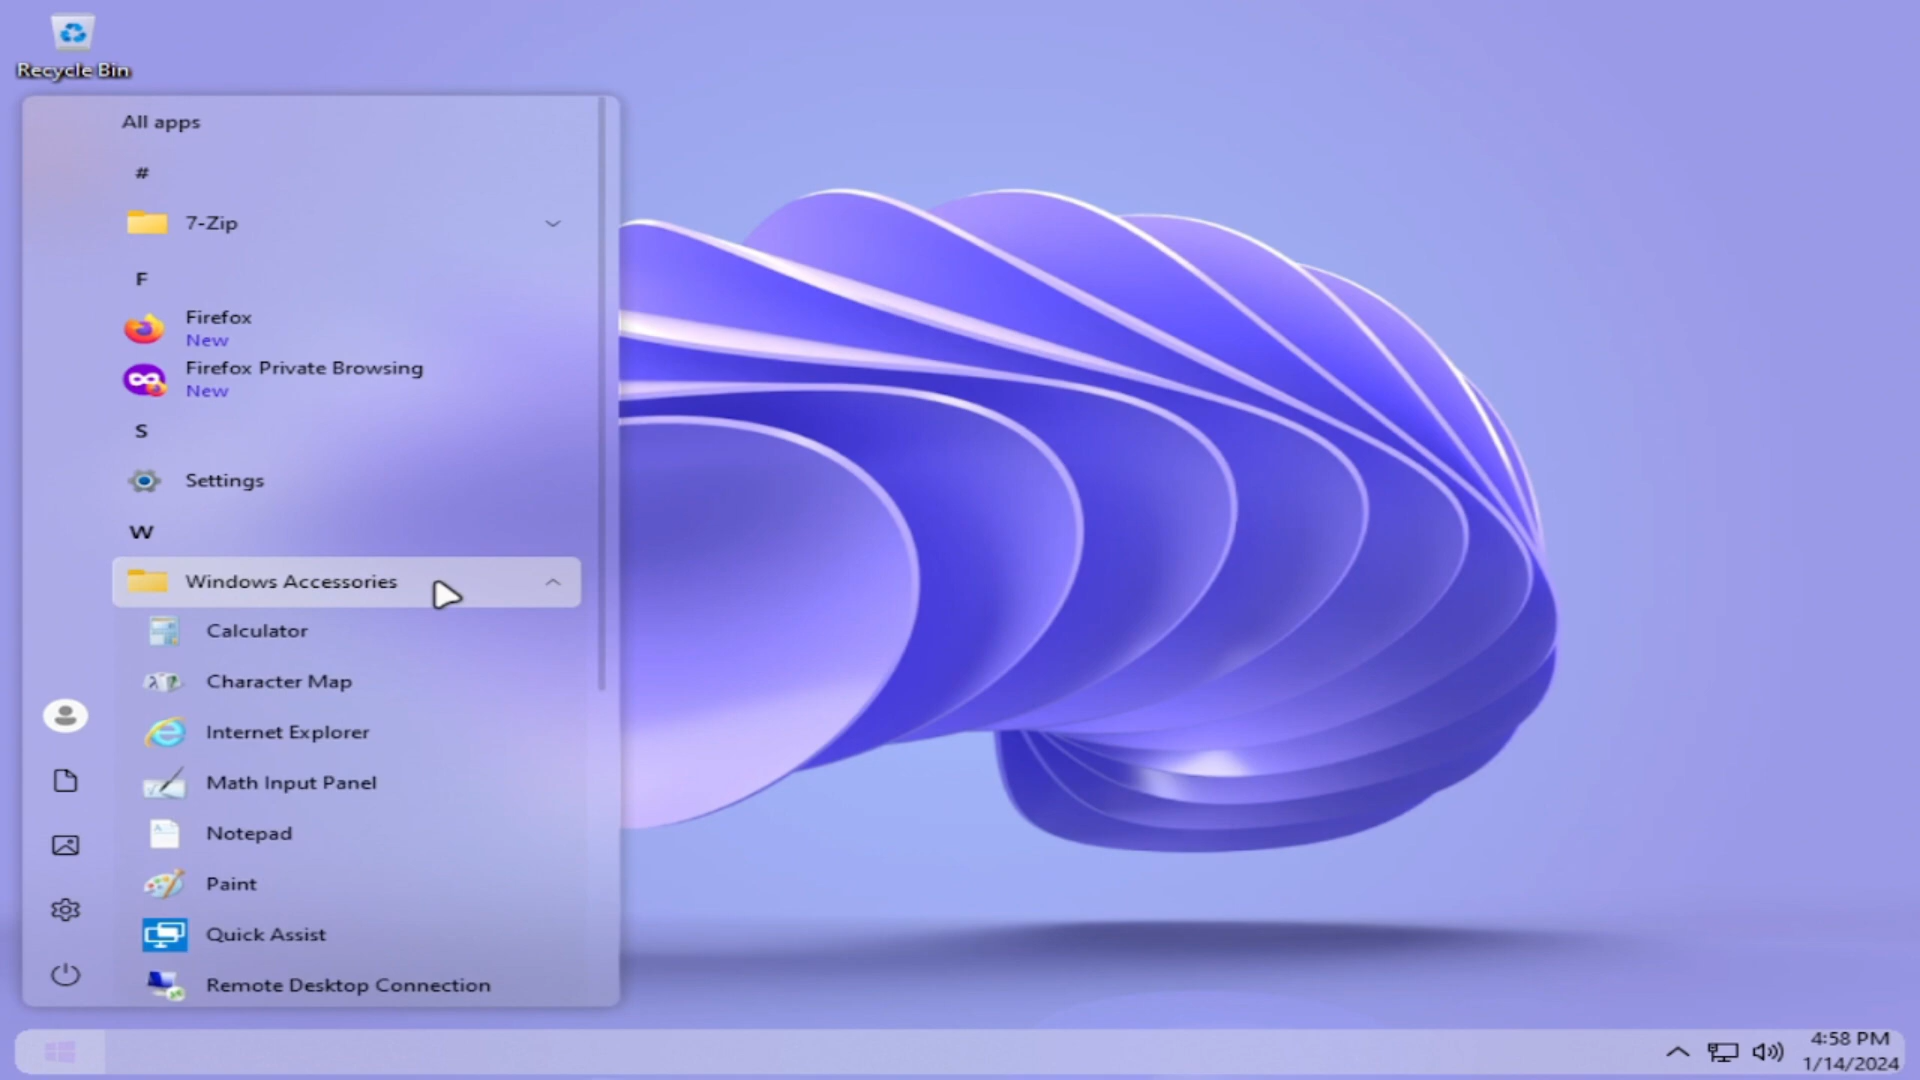 Recycle Bin
All apps
#
7-Zip
F
Firefox
New
Firefox Private Browsing
New
S
Settings
W
Windows Accessories
Calculator
Character Map
Internet Explorer
Math Input Panel
Notepad
Paint
Quick Assist
Remote Desktop Connection
4:58 PM
1/14/2024